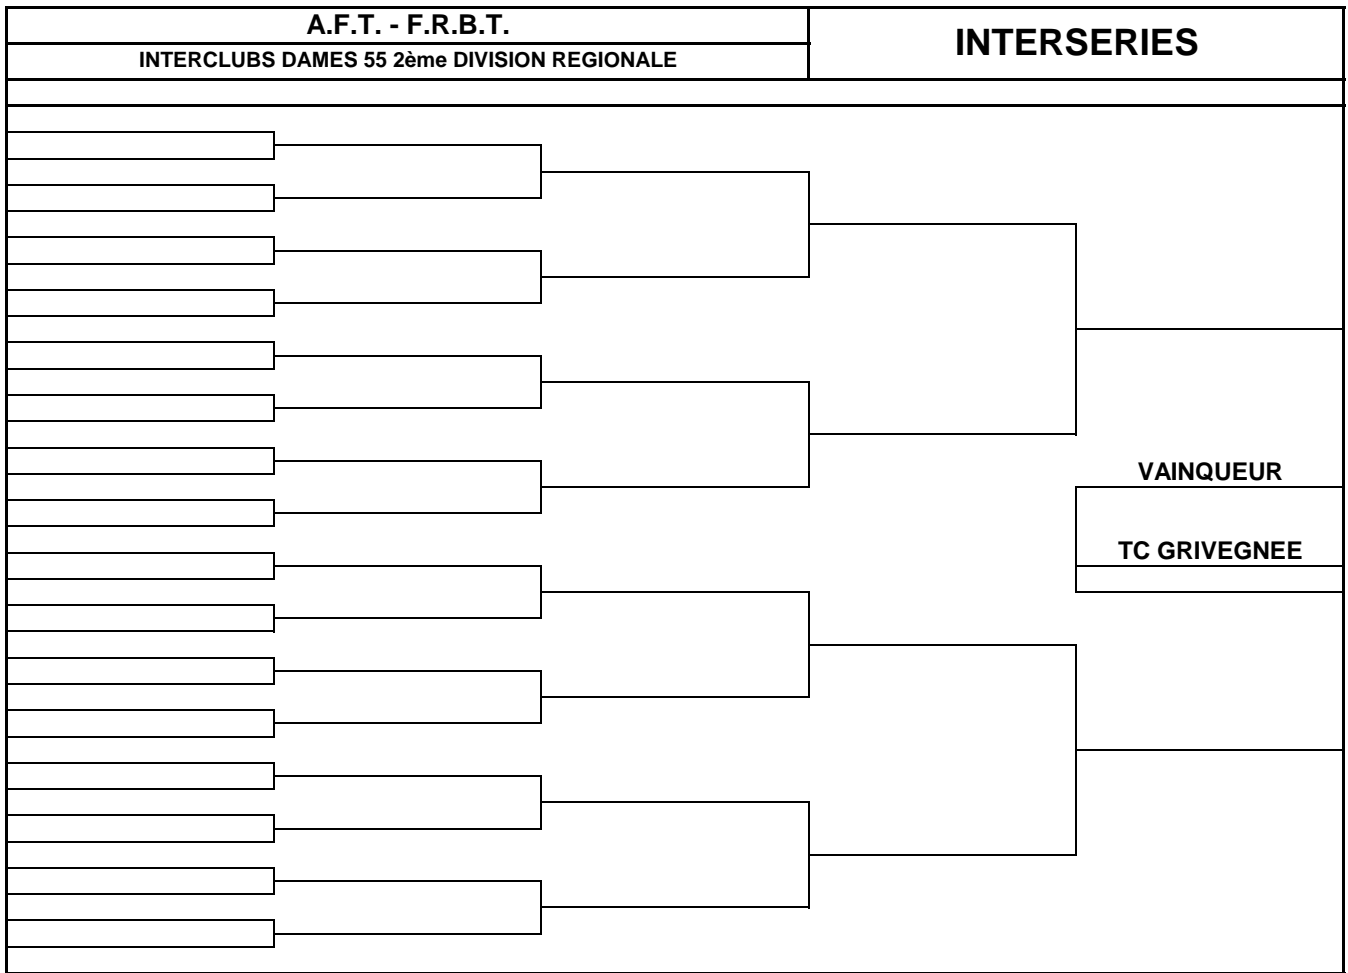 A.F.T. - F.R.B.T.
INTERCLUBS DAMES 55 2ème DIVISION REGIONALE
INTERSERIES
VAINQUEUR
TC GRIVEGNEE